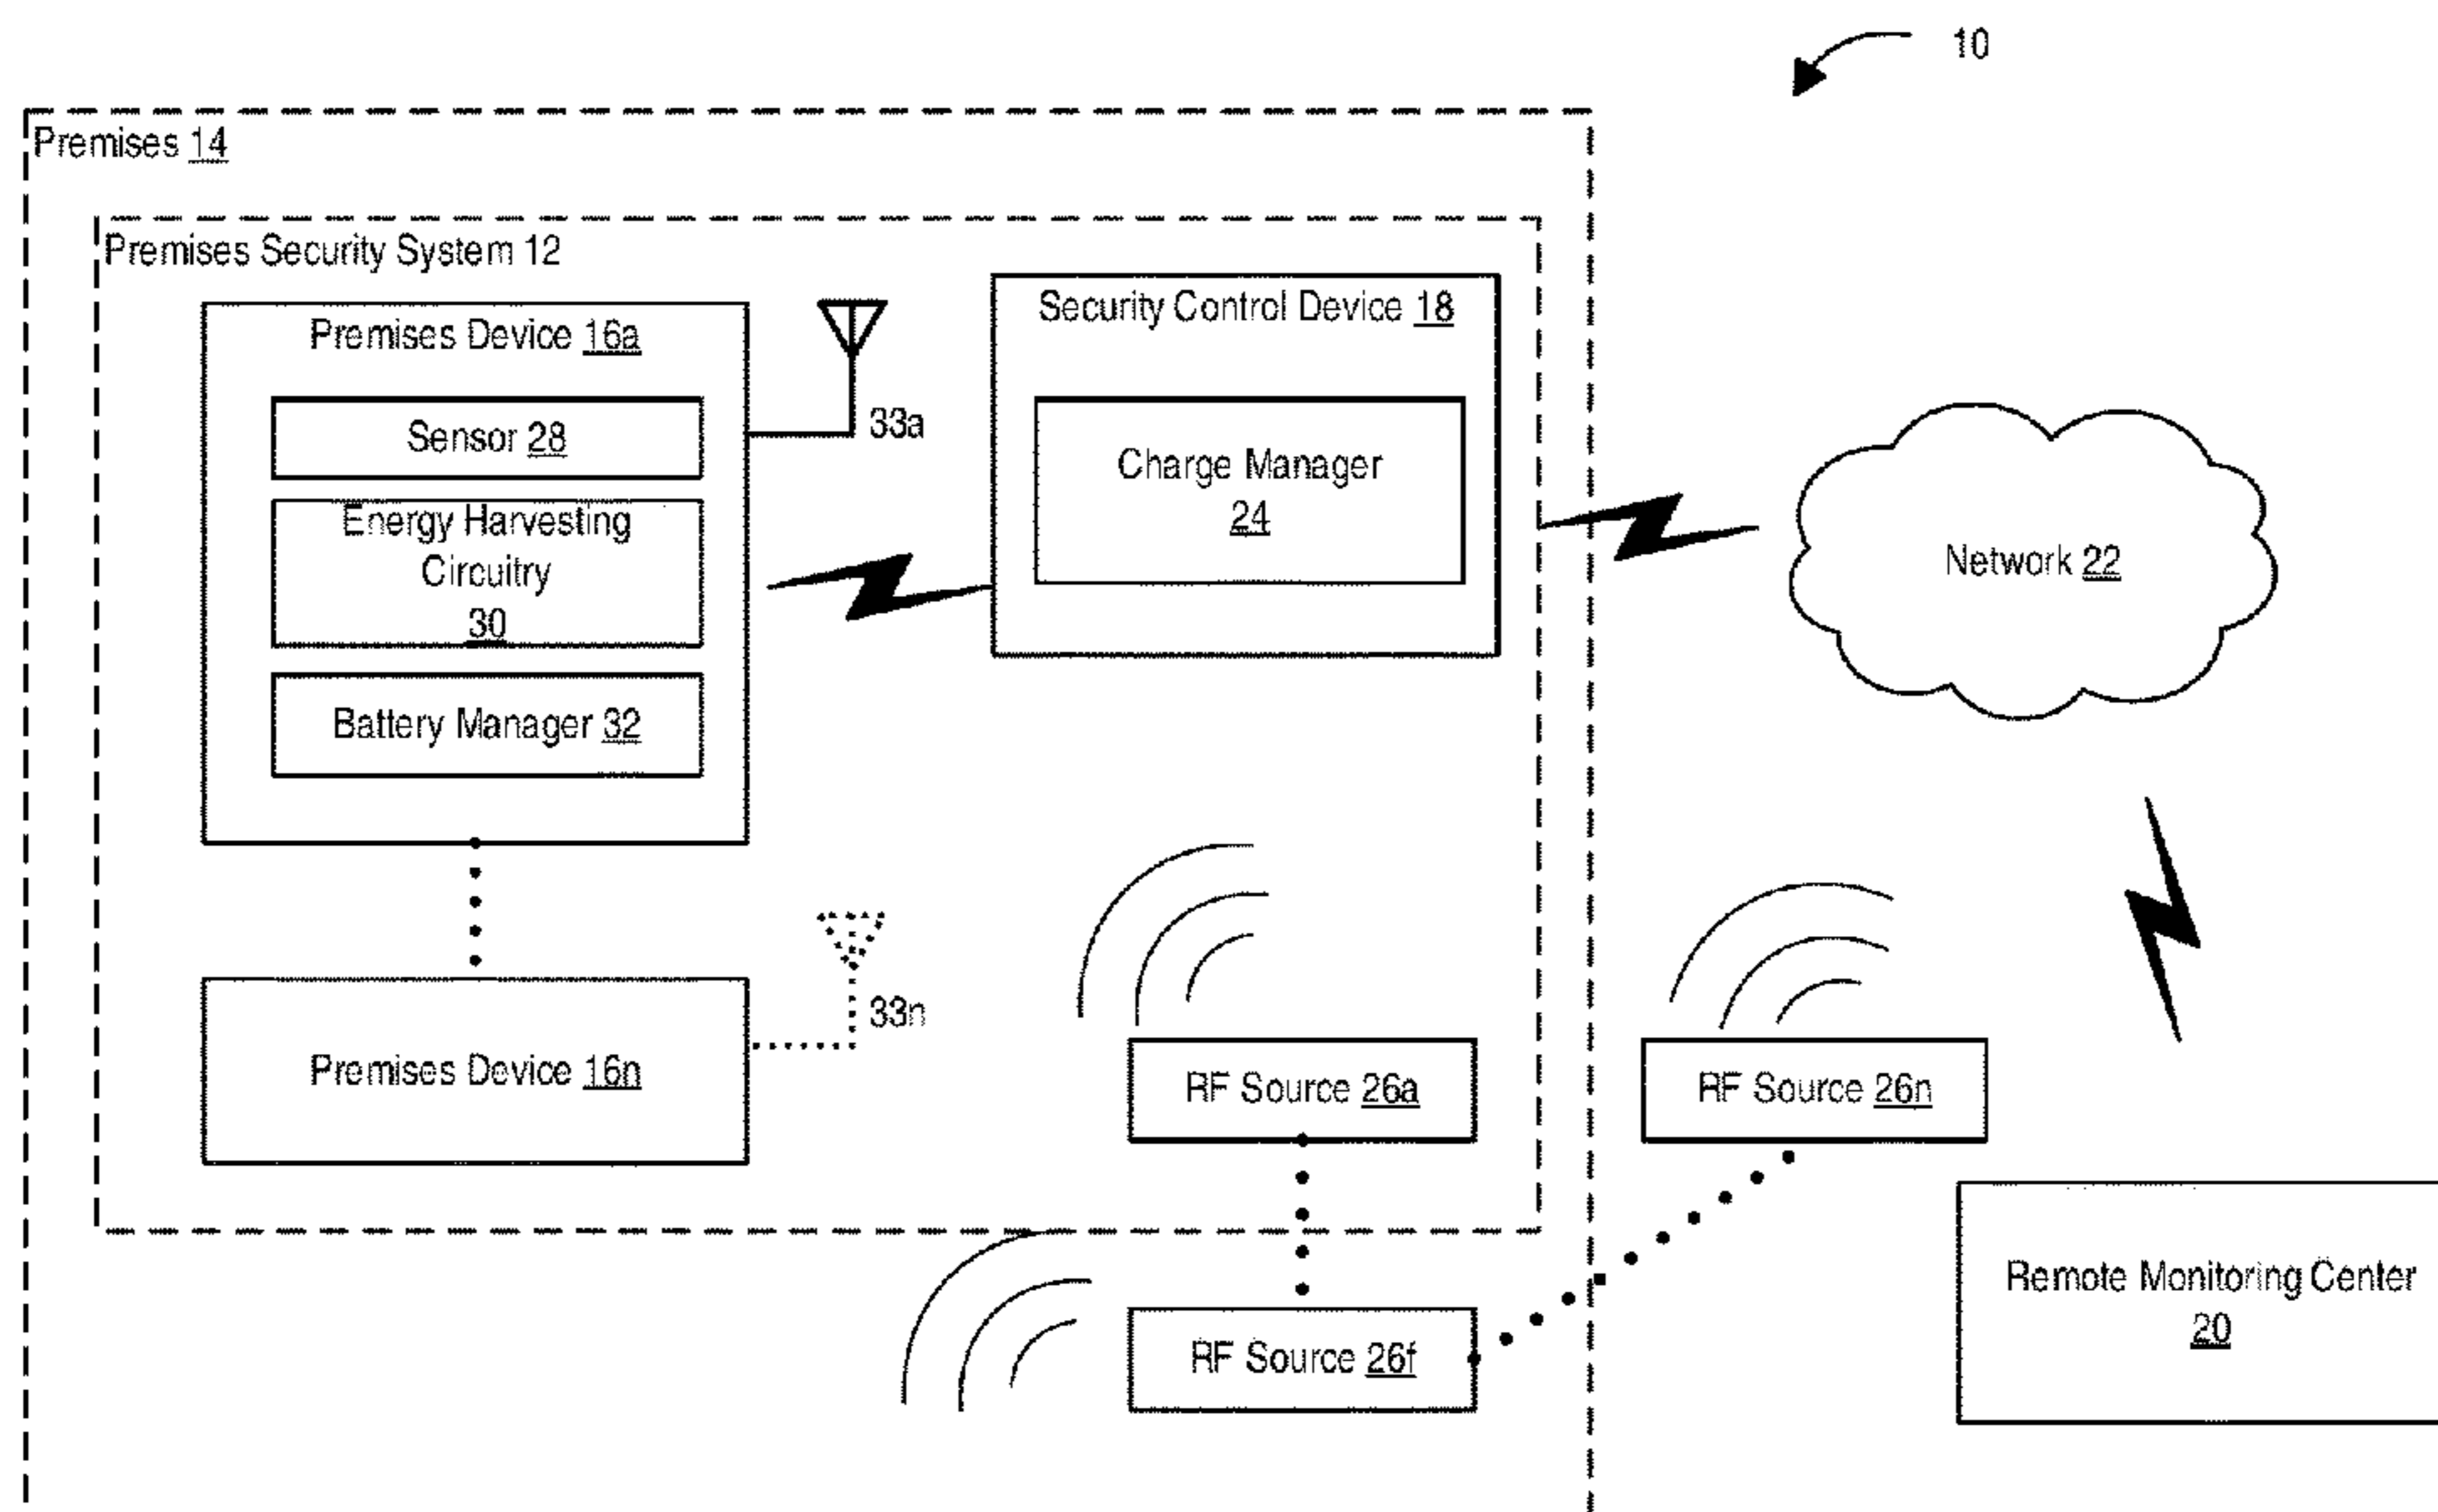 10
Premises 14
Premises Security System 12
Premises Device 16a
Sensor 28
Energy Harvesting
Circuitry
30
Battery Manager 32
33a
Security Control Device 18
Charge Manager
24
Network 22
Premises Device 16n
33n
RF Source 26a
RF Source 26n
RF Source 26f
Remote Monitoring Center
20